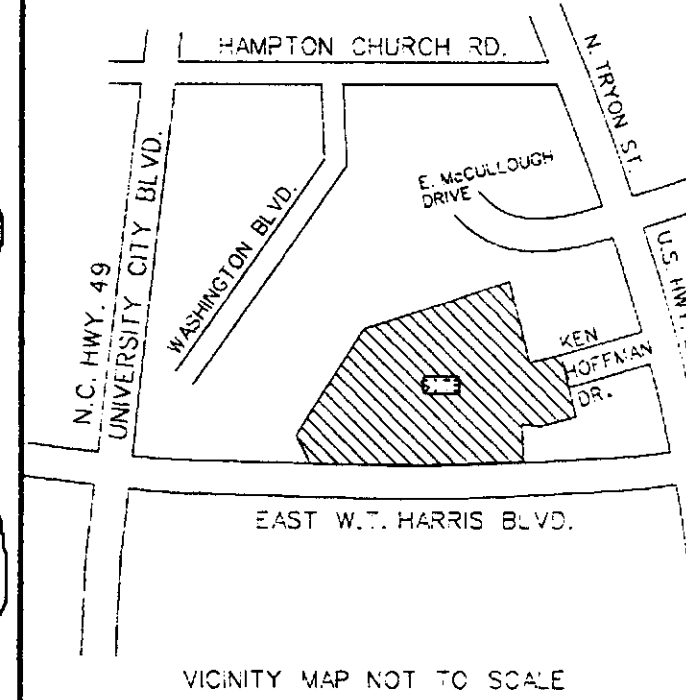 HAMPTON CHURCH RD.
N. TRYON ST.
E. McCULLOUGH
DRIVE
WASHINGTON BLVD.
N.C. HWY. 49
UNIVERSITY CITY BLVD.
U.S. HWY.
KEN
HOFFMAN
DR.
EAST W.T. HARRIS BLVD.
VICINITY MAP NOT TO SCALE